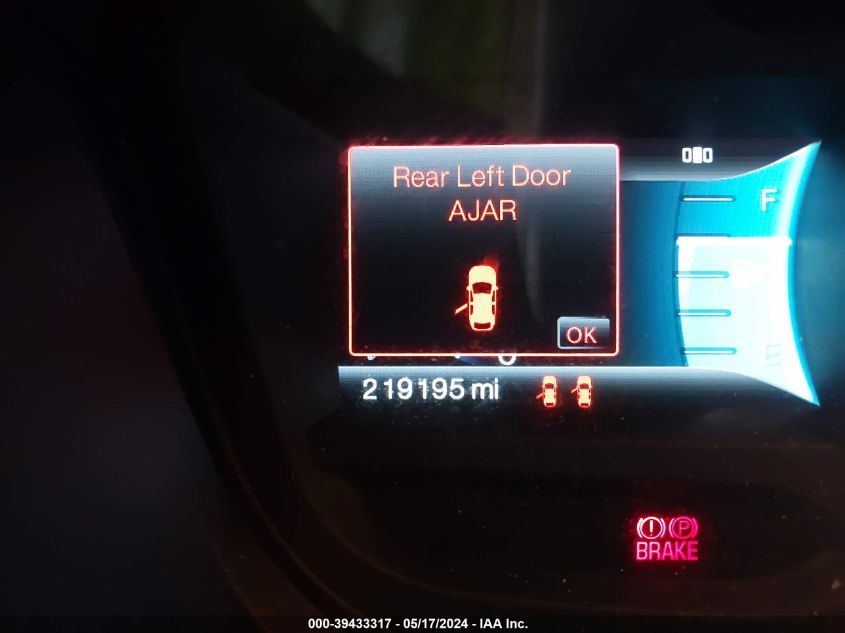 Rear Left Door
AJAR
OK
F
E
219195 mi
BRAKE
000-39433317 - 05/17/2024 - IAA Inc.